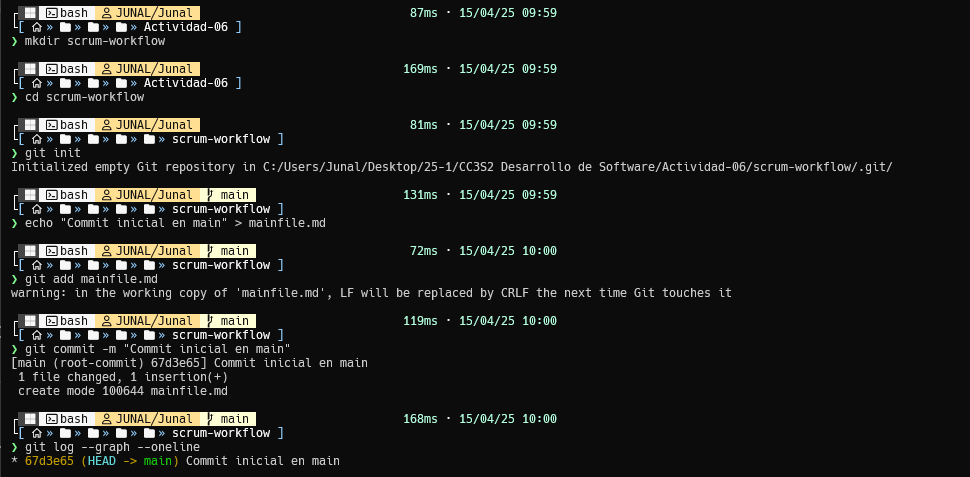 bash JUNAL/Junal 87ms · 15/04/25 09:59
[ » » » » Actividad-06 ]
❯ mkdir scrum-workflow
bash JUNAL/Junal 169ms · 15/04/25 09:59
[ » » » » Actividad-06 ]
❯ cd scrum-workflow
bash JUNAL/Junal 81ms · 15/04/25 09:59
[ » » » » » scrum-workflow ]
❯ git init
Initialized empty Git repository in C:/Users/Junal/Desktop/25-1/CC3S2 Desarrollo de Software/Actividad-06/scrum-workflow/.git/
bash JUNAL/Junal main 131ms · 15/04/25 09:59
[ » » » » » scrum-workflow ]
❯ echo "Commit inicial en main" > mainfile.md
bash JUNAL/Junal main 72ms · 15/04/25 10:00
[ » » » » » scrum-workflow ]
❯ git add mainfile.md
warning: in the working copy of 'mainfile.md', LF will be replaced by CRLF the next time Git touches it
bash JUNAL/Junal main 119ms · 15/04/25 10:00
[ » » » » » scrum-workflow ]
❯ git commit -m "Commit inicial en main"
[main (root-commit) 67d3e65] Commit inicial en main
 1 file changed, 1 insertion(+)
 create mode 100644 mainfile.md
bash JUNAL/Junal main 168ms · 15/04/25 10:00
[ » » » » » scrum-workflow ]
❯ git log --graph --oneline
* 67d3e65 (HEAD -> main) Commit inicial en main